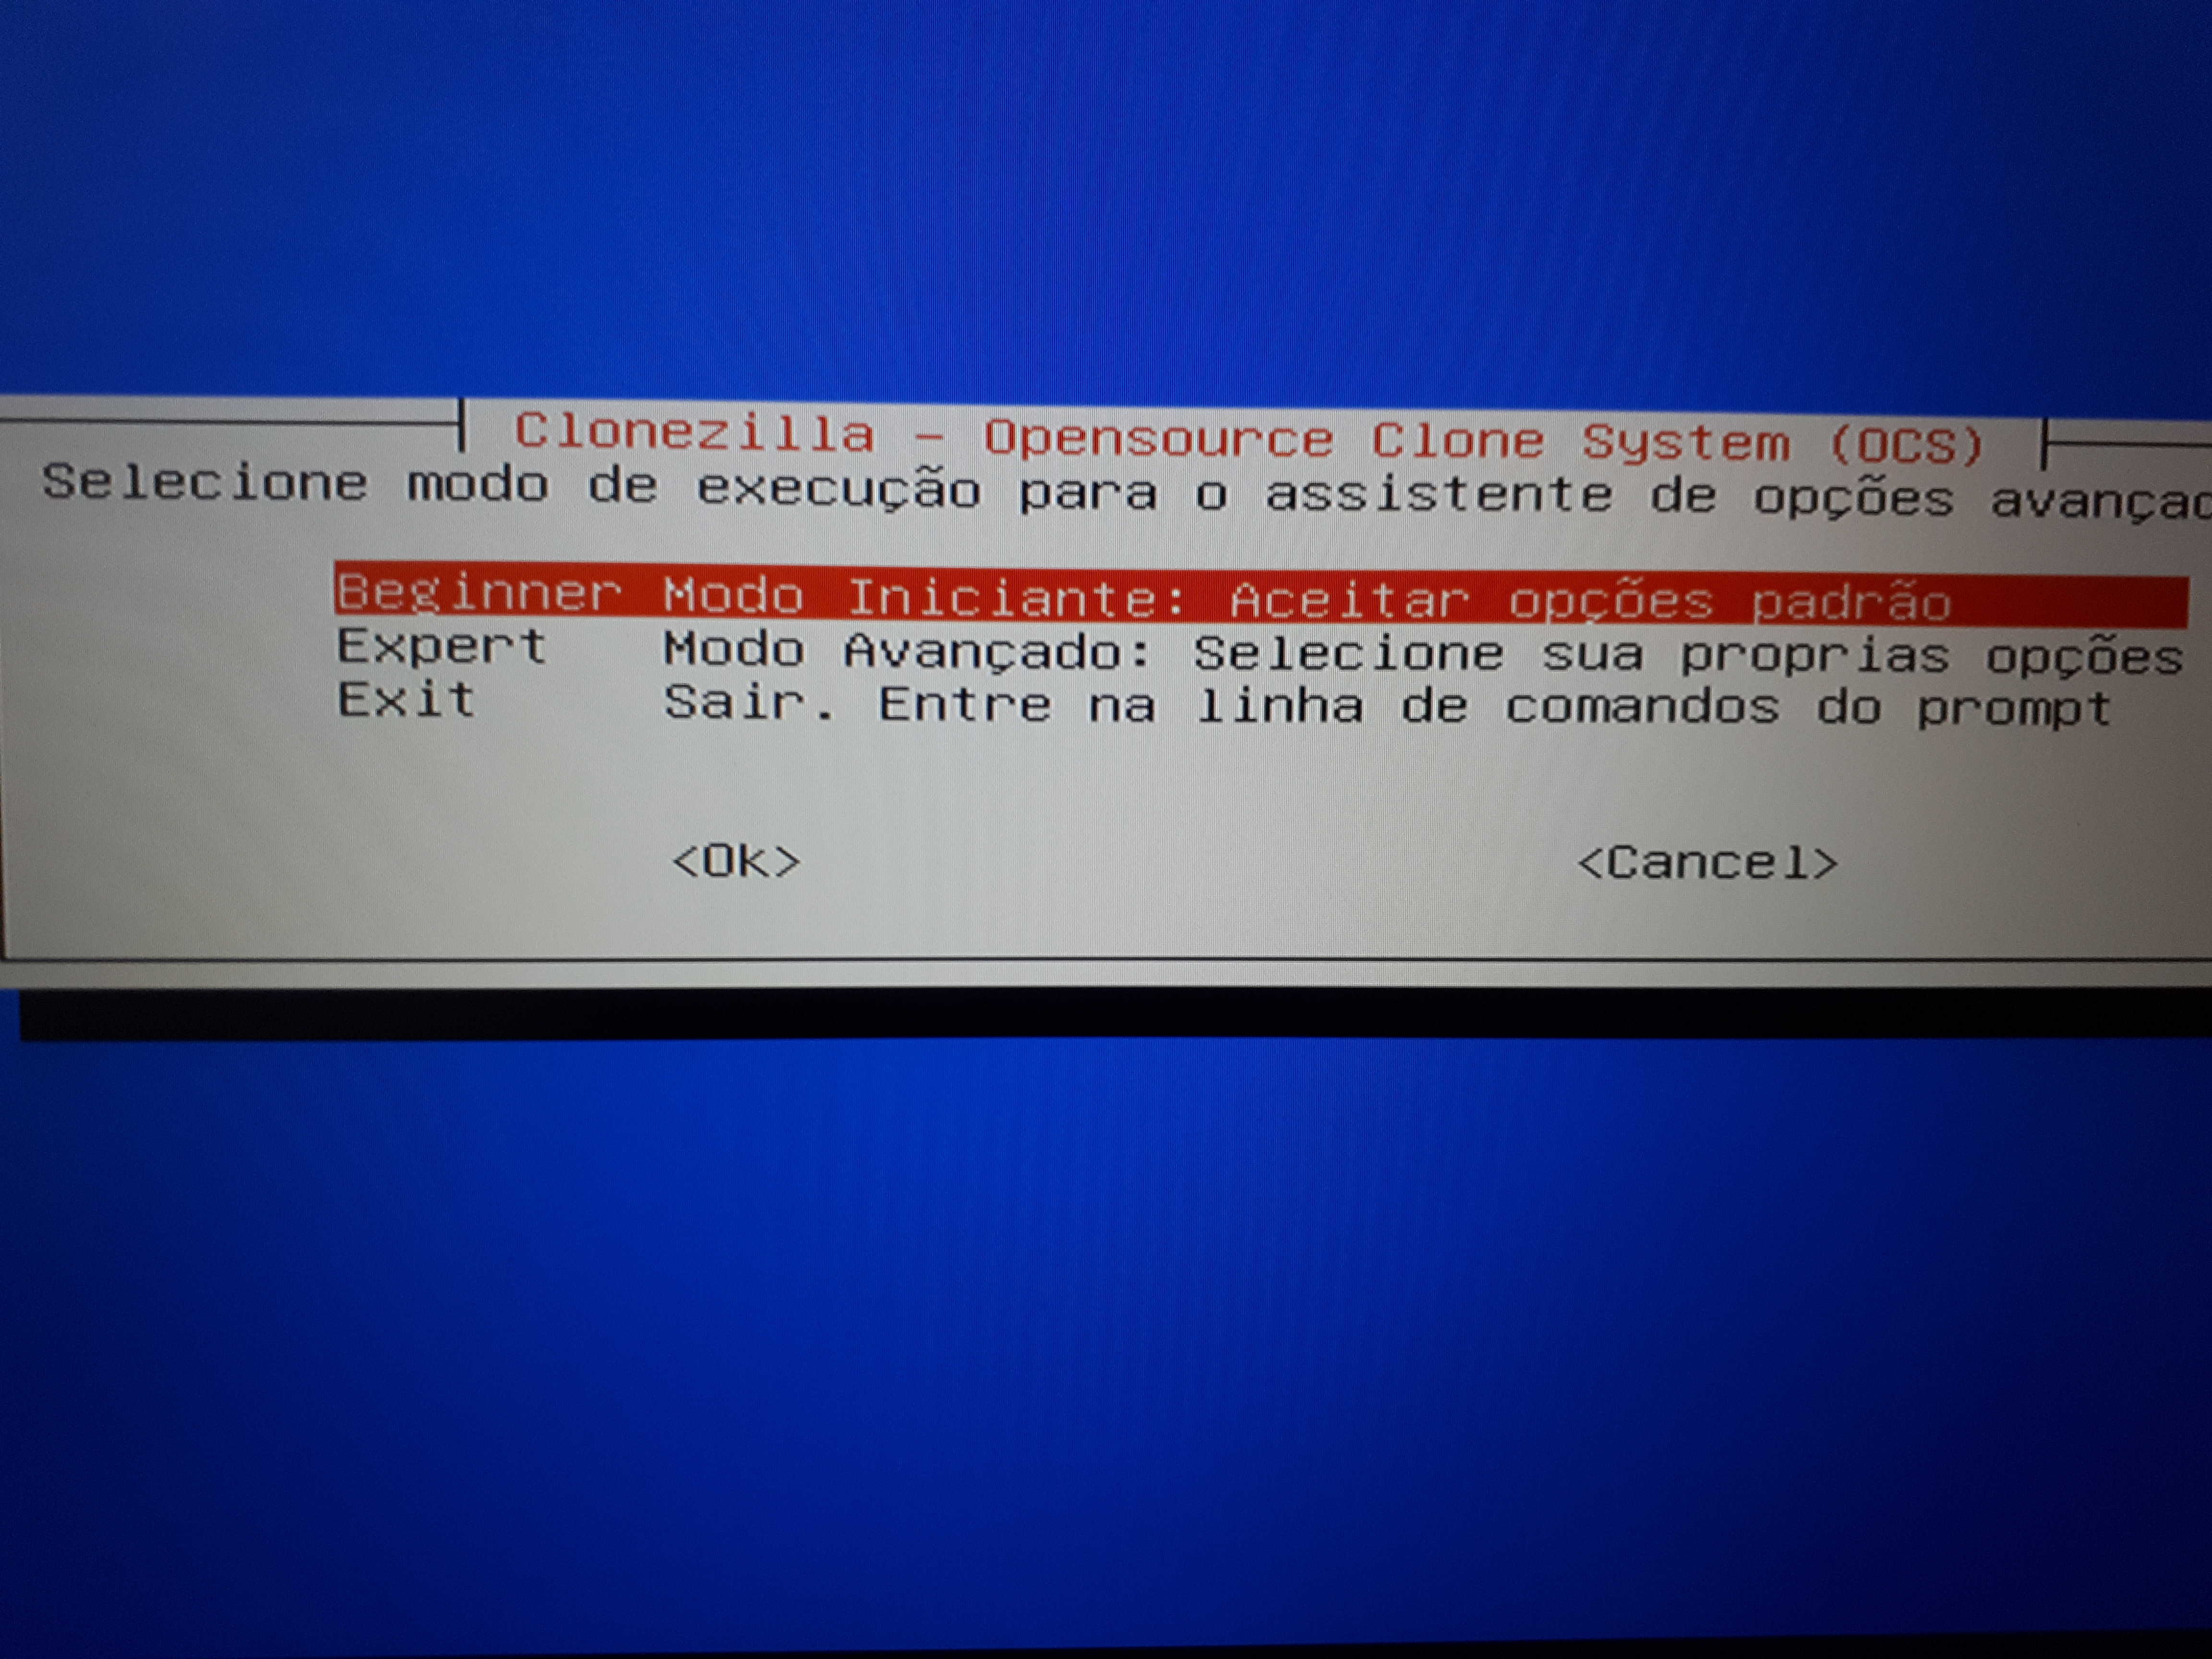 Clonezilla - Opensource Clone System (OCS)
Selecione modo de execução para o assistente de opções
Beginner Modo Iniciante: Aceitar opções padrão
Expert Modo Avançado: Selecione sua proprias opções
Exit Sair. Entre na linha de comandos do prompt
<Ok> <Cancel>